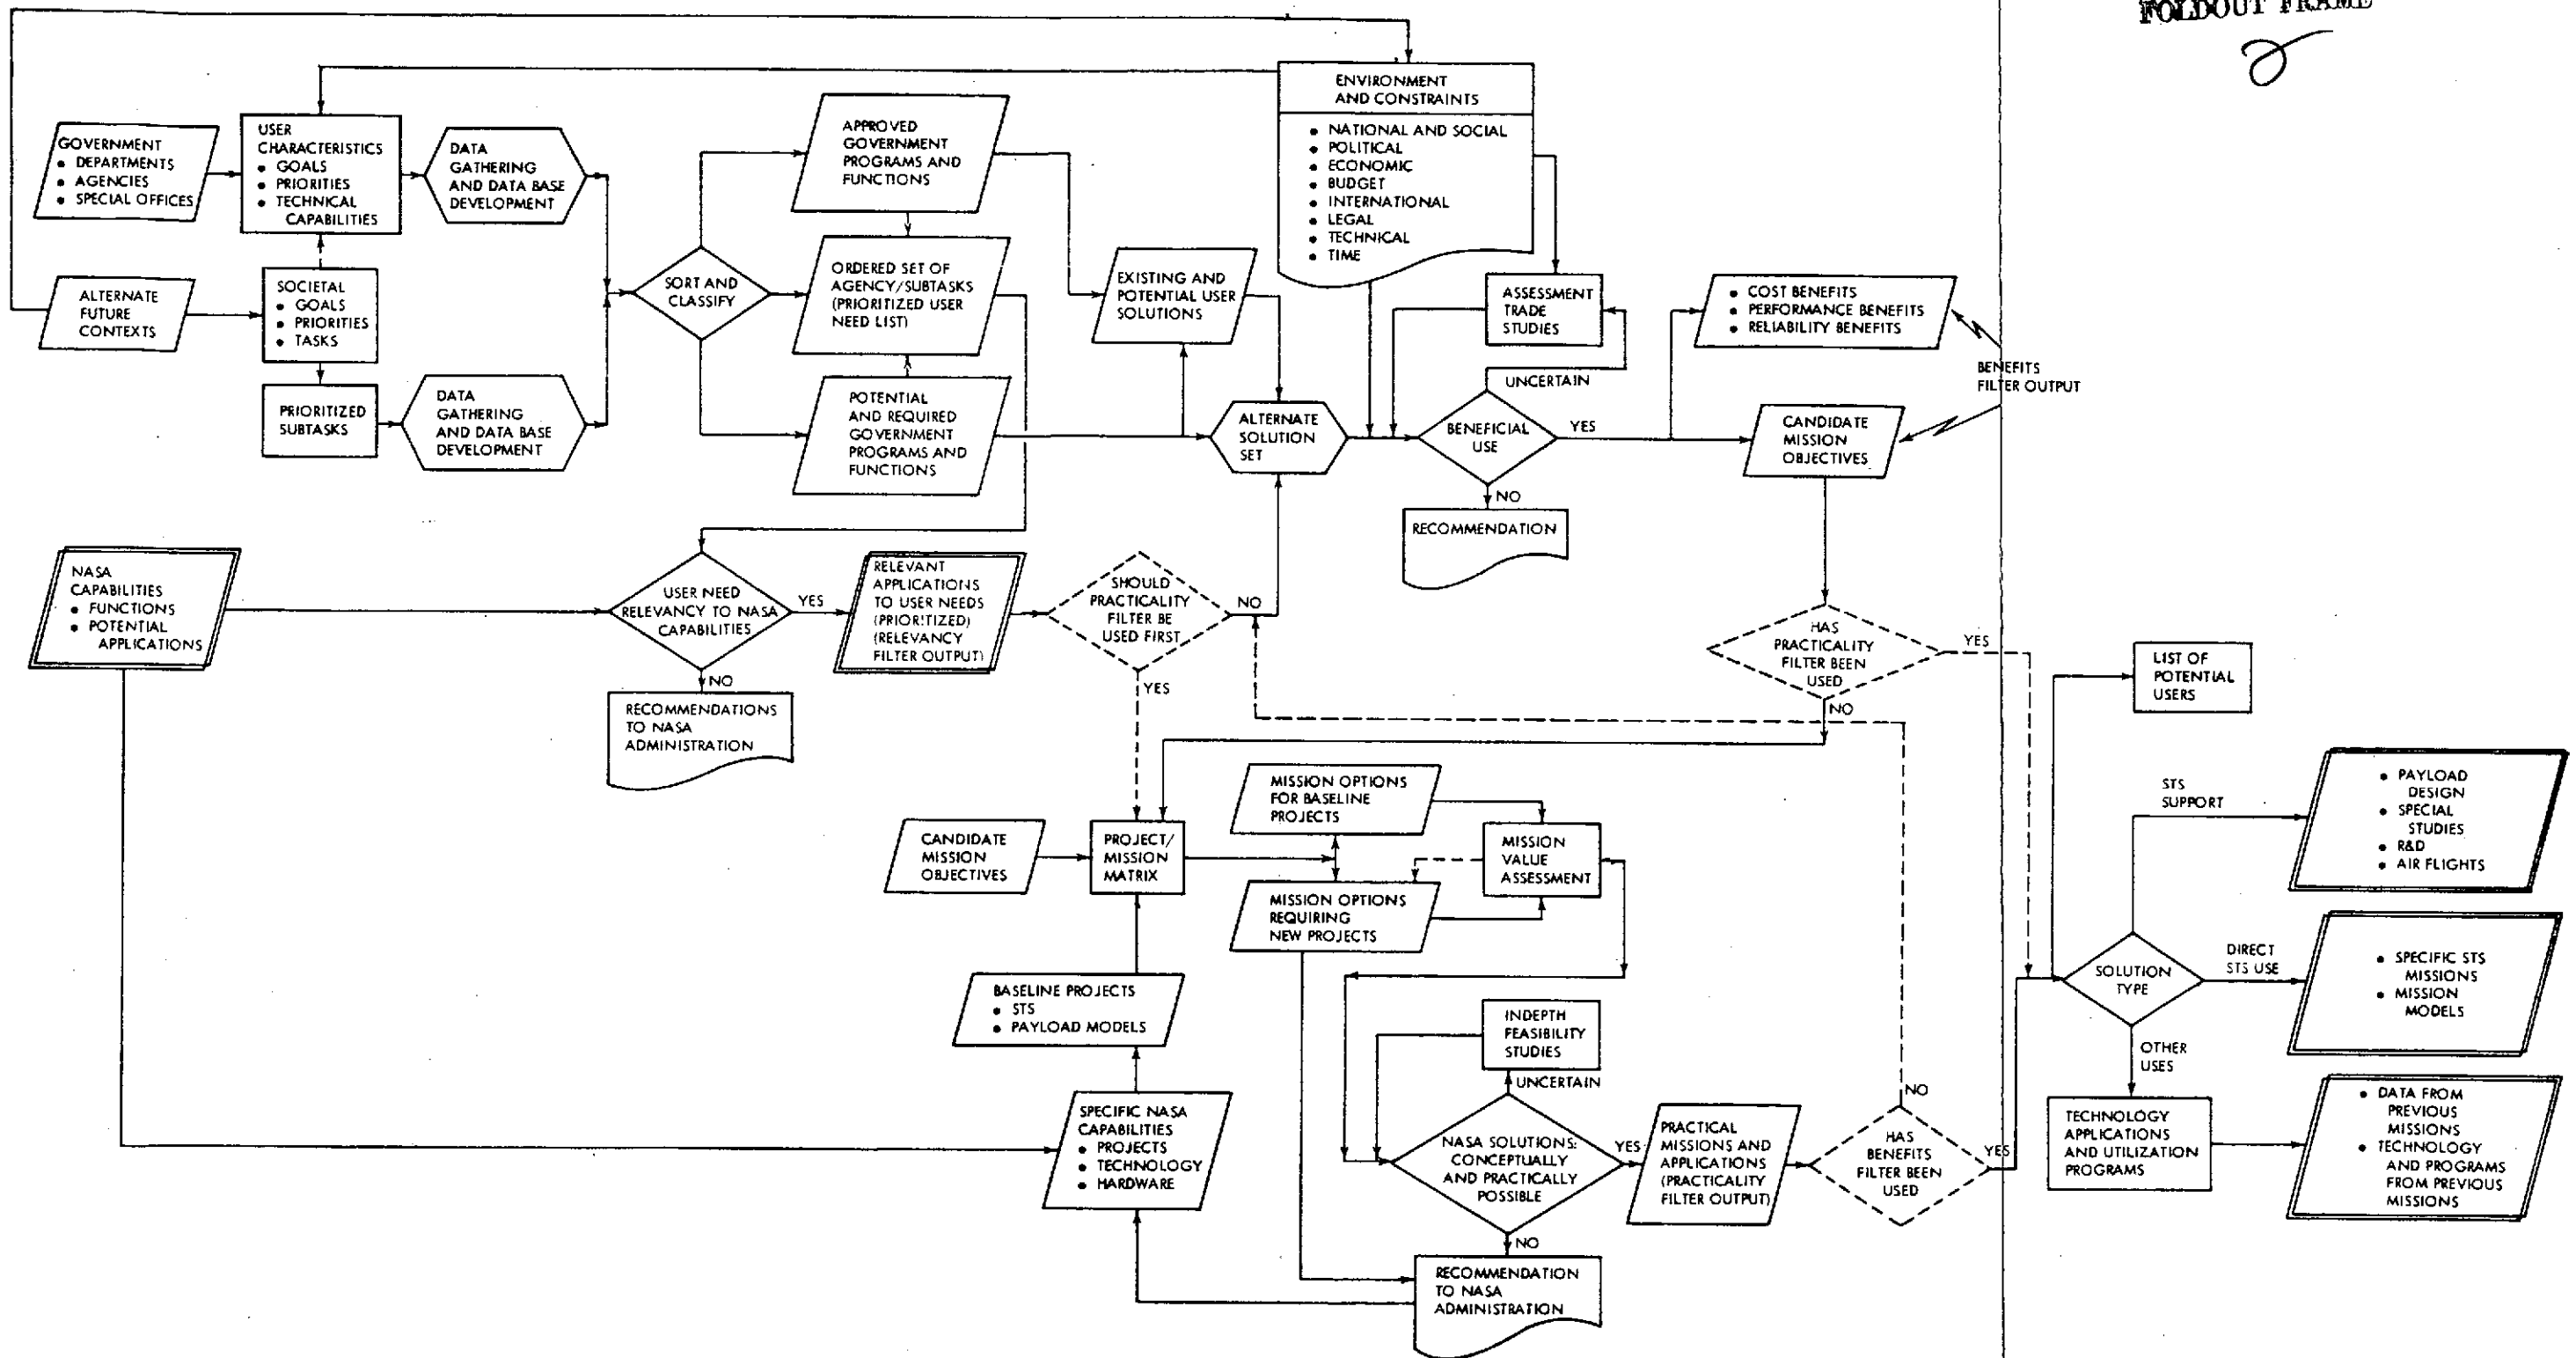 FOLDOUT FRAME
2
ENVIRONMENT
AND CONSTRAINTS
• NATIONAL AND SOCIAL
• POLITICAL
• ECONOMIC
• BUDGET
• INTERNATIONAL
• LEGAL
• TECHNICAL
• TIME
GOVERNMENT
• DEPARTMENTS
• AGENCIES
• SPECIAL OFFICES
USER
CHARACTERISTICS
• GOALS
• PRIORITIES
• TECHNICAL
CAPABILITIES
DATA
GATHERING
AND DATA BASE
DEVELOPMENT
APPROVED
GOVERNMENT
PROGRAMS AND
FUNCTIONS
ALTERNATE
FUTURE
CONTEXTS
SOCIETAL
• GOALS
• PRIORITIES
• TASKS
SORT AND
CLASSIFY
ORDERED SET OF
AGENCY/SUBTASKS
(PRIORITIZED USER
NEED LIST)
EXISTING AND
POTENTIAL USER
SOLUTIONS
ASSESSMENT
TRADE
STUDIES
• COST BENEFITS
• PERFORMANCE BENEFITS
• RELIABILITY BENEFITS
BENEFITS
FILTER OUTPUT
PRIORITIZED
SUBTASKS
DATA
GATHERING
AND DATA BASE
DEVELOPMENT
POTENTIAL
AND REQUIRED
GOVERNMENT
PROGRAMS AND
FUNCTIONS
ALTERNATE
SOLUTION
SET
UNCERTAIN
BENEFICIAL
USE
YES
NO
RECOMMENDATION
CANDIDATE
MISSION
OBJECTIVES
NASA
CAPABILITIES
• FUNCTIONS
• POTENTIAL
APPLICATIONS
USER NEED
RELEVANCY TO NASA
CAPABILITIES
YES
NO
RECOMMENDATIONS
TO NASA
ADMINISTRATION
RELEVANT
APPLICATIONS
TO USER NEEDS
(PRIORITIZED)
(RELEVANCY
FILTER OUTPUT)
SHOULD
PRACTICALITY
FILTER BE
USED FIRST
NO
YES
HAS
PRACTICALITY
FILTER BEEN
USED
YES
NO
LIST OF
POTENTIAL
USERS
CANDIDATE
MISSION
OBJECTIVES
PROJECT/
MISSION
MATRIX
MISSION OPTIONS
FOR BASELINE
PROJECTS
MISSION OPTIONS
REQUIRING
NEW PROJECTS
MISSION
VALUE
ASSESSMENT
STS
SUPPORT
• PAYLOAD
DESIGN
• SPECIAL
STUDIES
• R&D
• AIR FLIGHTS
BASELINE PROJECTS
• STS
• PAYLOAD MODELS
INDEPTH
FEASIBILITY
STUDIES
UNCERTAIN
SOLUTION
TYPE
DIRECT
STS USE
• SPECIFIC STS
MISSIONS
• MISSION
MODELS
OTHER
USES
SPECIFIC NASA
CAPABILITIES
• PROJECTS
• TECHNOLOGY
• HARDWARE
NASA SOLUTIONS:
CONCEPTUALLY
AND PRACTICALLY
POSSIBLE
YES
NO
PRACTICAL
MISSIONS AND
APPLICATIONS
(PRACTICALITY
FILTER OUTPUT)
NO
HAS
BENEFITS
FILTER BEEN
USED
YES
TECHNOLOGY
APPLICATIONS
AND UTILIZATION
PROGRAMS
• DATA FROM
PREVIOUS
MISSIONS
• TECHNOLOGY
AND PROGRAMS
FROM PREVIOUS
MISSIONS
RECOMMENDATION
TO NASA
ADMINISTRATION